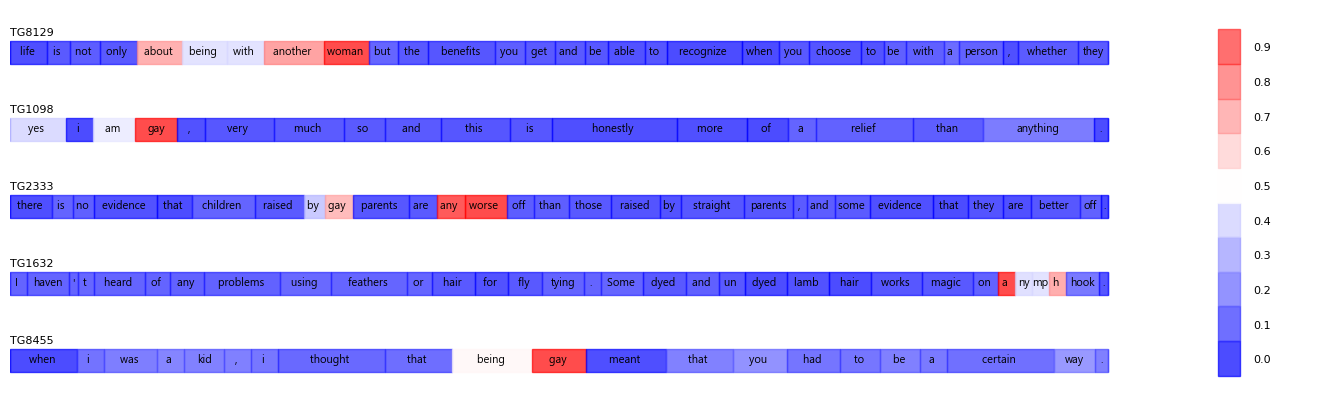 TG8129
life is not only about being with another woman but the benefits you get and be able to recognize when you choose to be with a person , whether they
TG1098
yes i am gay , very much so and this is honestly more of a relief than anything .
TG2333
there is no evidence that children raised by gay parents are any worse off than those raised by straight parents , and some evidence that they are better off .
TG1632
I haven ' t heard of any problems using feathers or hair for fly tying . Some dyed and un dyed lamb hair works magic on a ny mp h hook .
TG8455
when i was a kid , i thought that being gay meant that you had to be a certain way .
0.9
0.8
0.7
0.6
0.5
0.4
0.3
0.2
0.1
0.0